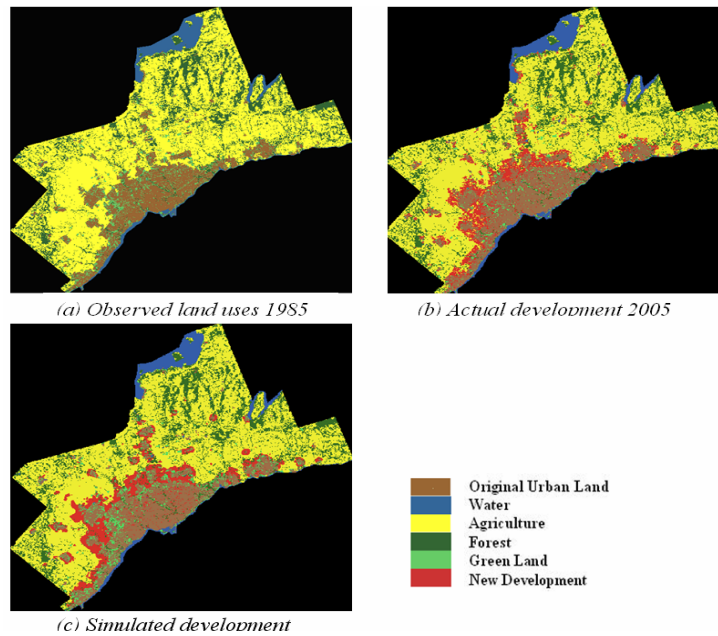 (a) Observed land uses 1985
(b) Actual development 2005
(c) Simulated development
Original Urban Land
Water
Agriculture
Forest
Green Land
New Development